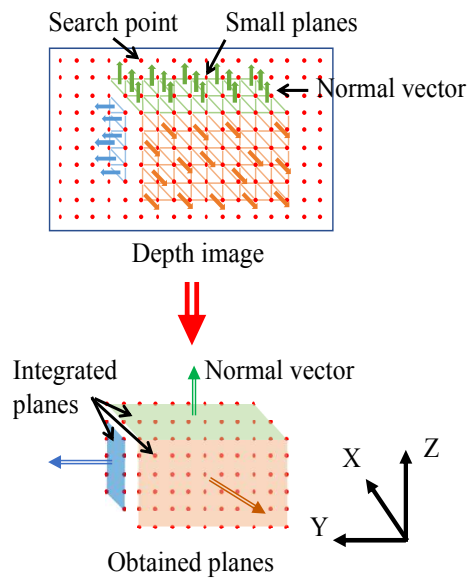 Search point
Small planes
Normal vector
Depth image
Integrated
planes
Normal vector
X
Z
Y
Obtained planes